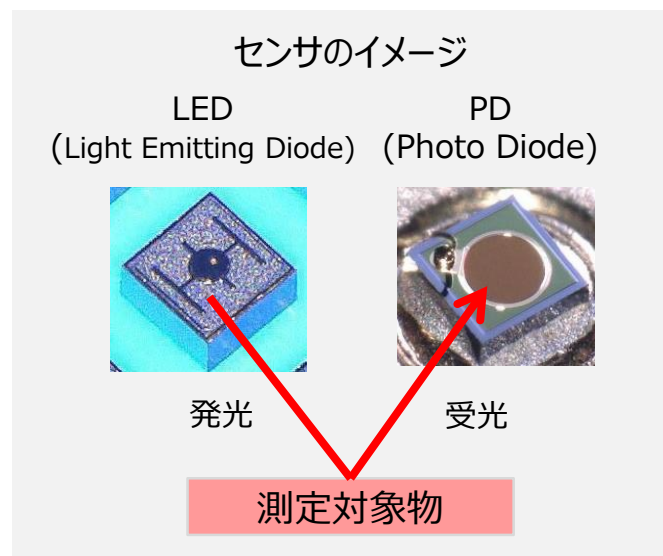 センサのイメージ
LED
(Light Emitting Diode)
PD
(Photo Diode)
発光
受光
測定対象物